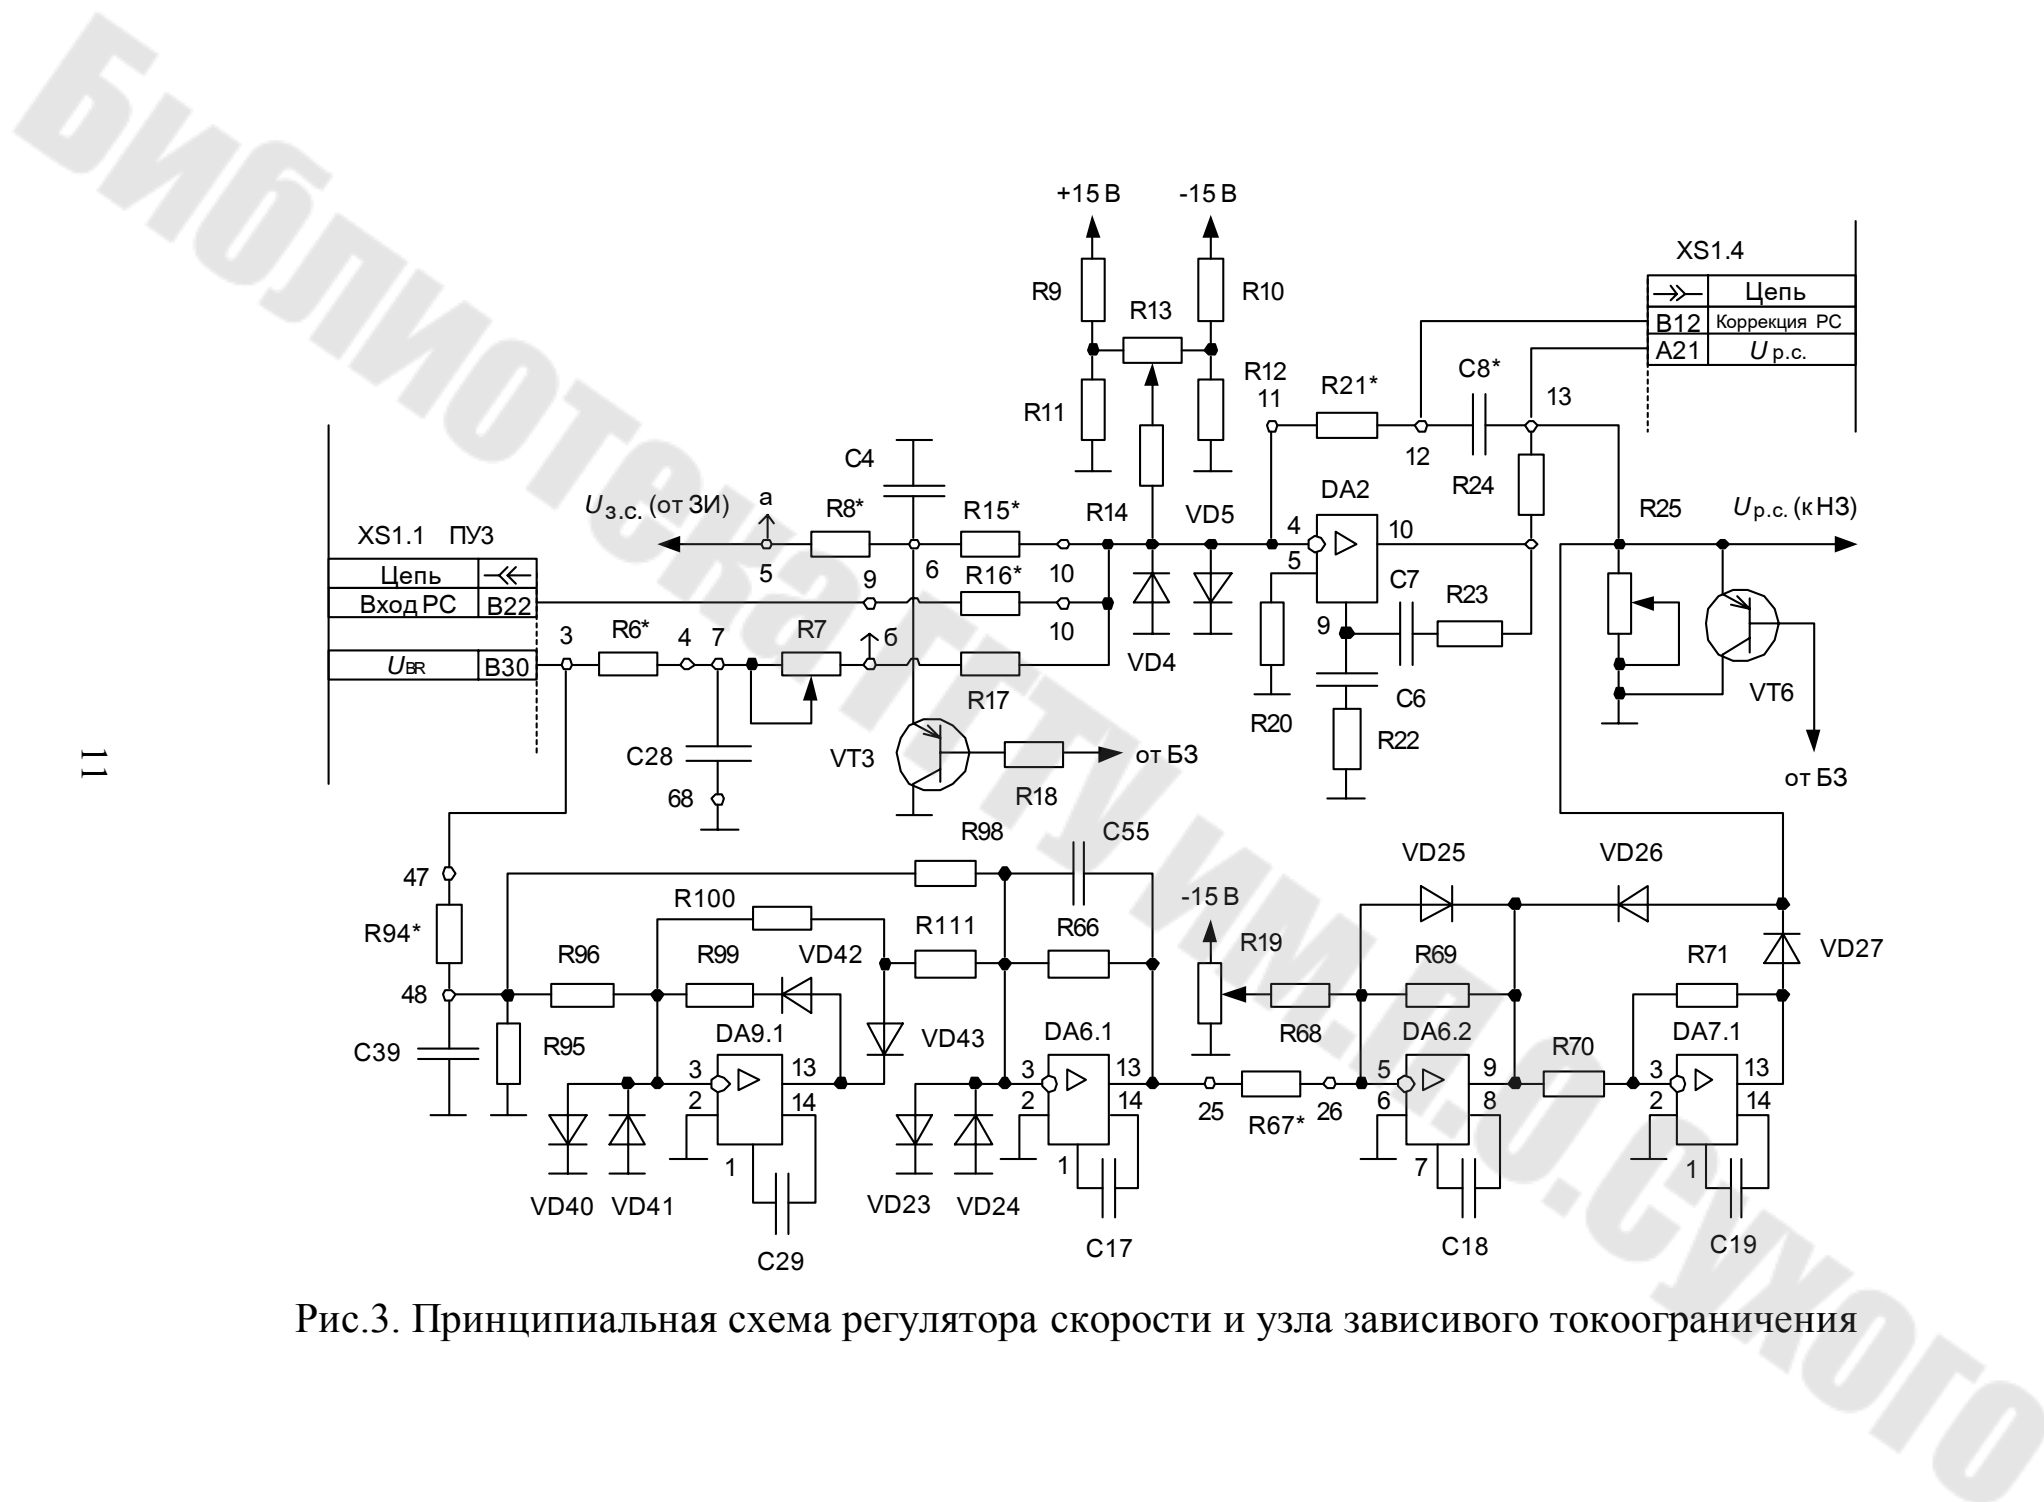 Библиотека ГГТУ им.П.О.Сухого
+15 В
-15 В
XS1.4
R9
R10
R13
Цепь
B12 Коррекция РС
A21 U р.с.
R11
R12
11
R21*
C8*
13
12
C4
R24
a
R8*
R15*
R14
VD5
DA2
R25
U з.с. (от ЗИ)
U р.с. (к НЗ)
XS1.1 ПУ3
4
10
5
6
10
5
Цепь
9
R16*
C7
R23
Вход РС B22
3
R6*
4
7
R7
б
10
9
VD4
UBR B30
R17
C6
VT6
R20
R22
11
C28
VT3
от БЗ
68
R18
от БЗ
R98
C55
VD25
VD26
47
R100
-15 В
R94*
R111
R66
R19
R96
R99
VD42
R69
R71
VD27
48
C39
R95
DA9.1
VD43
DA6.1
R68
DA6.2
R70
DA7.1
3
13
3
13
5
9
3
13
2
14
2
14
25
R67*
26
6
8
2
14
1
1
7
1
VD40
VD41
VD23
VD24
C29
C17
C18
C19
Рис.3. Принципиальная схема регулятора скорости и узла зависивого токоограничения